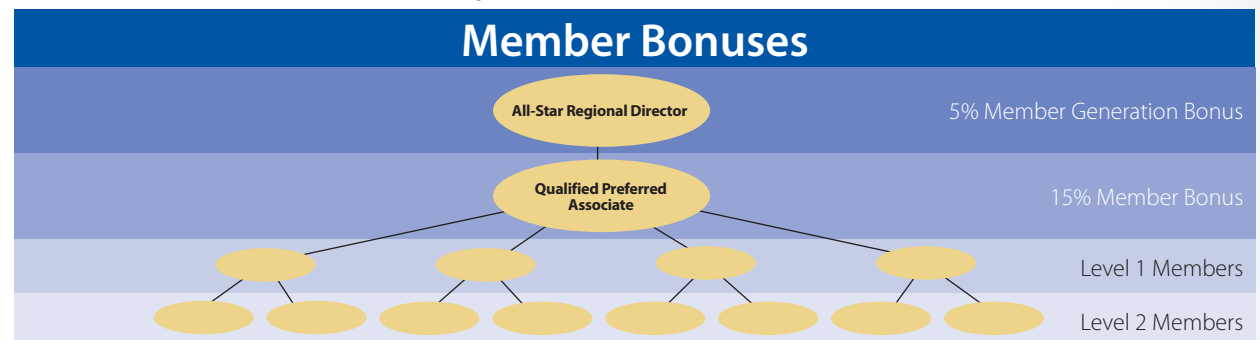 Member Bonuses
All-Star Regional Director
5% Member Generation Bonus
Qualified Preferred
Associate
15% Member Bonus
Level 1 Members
Level 2 Members